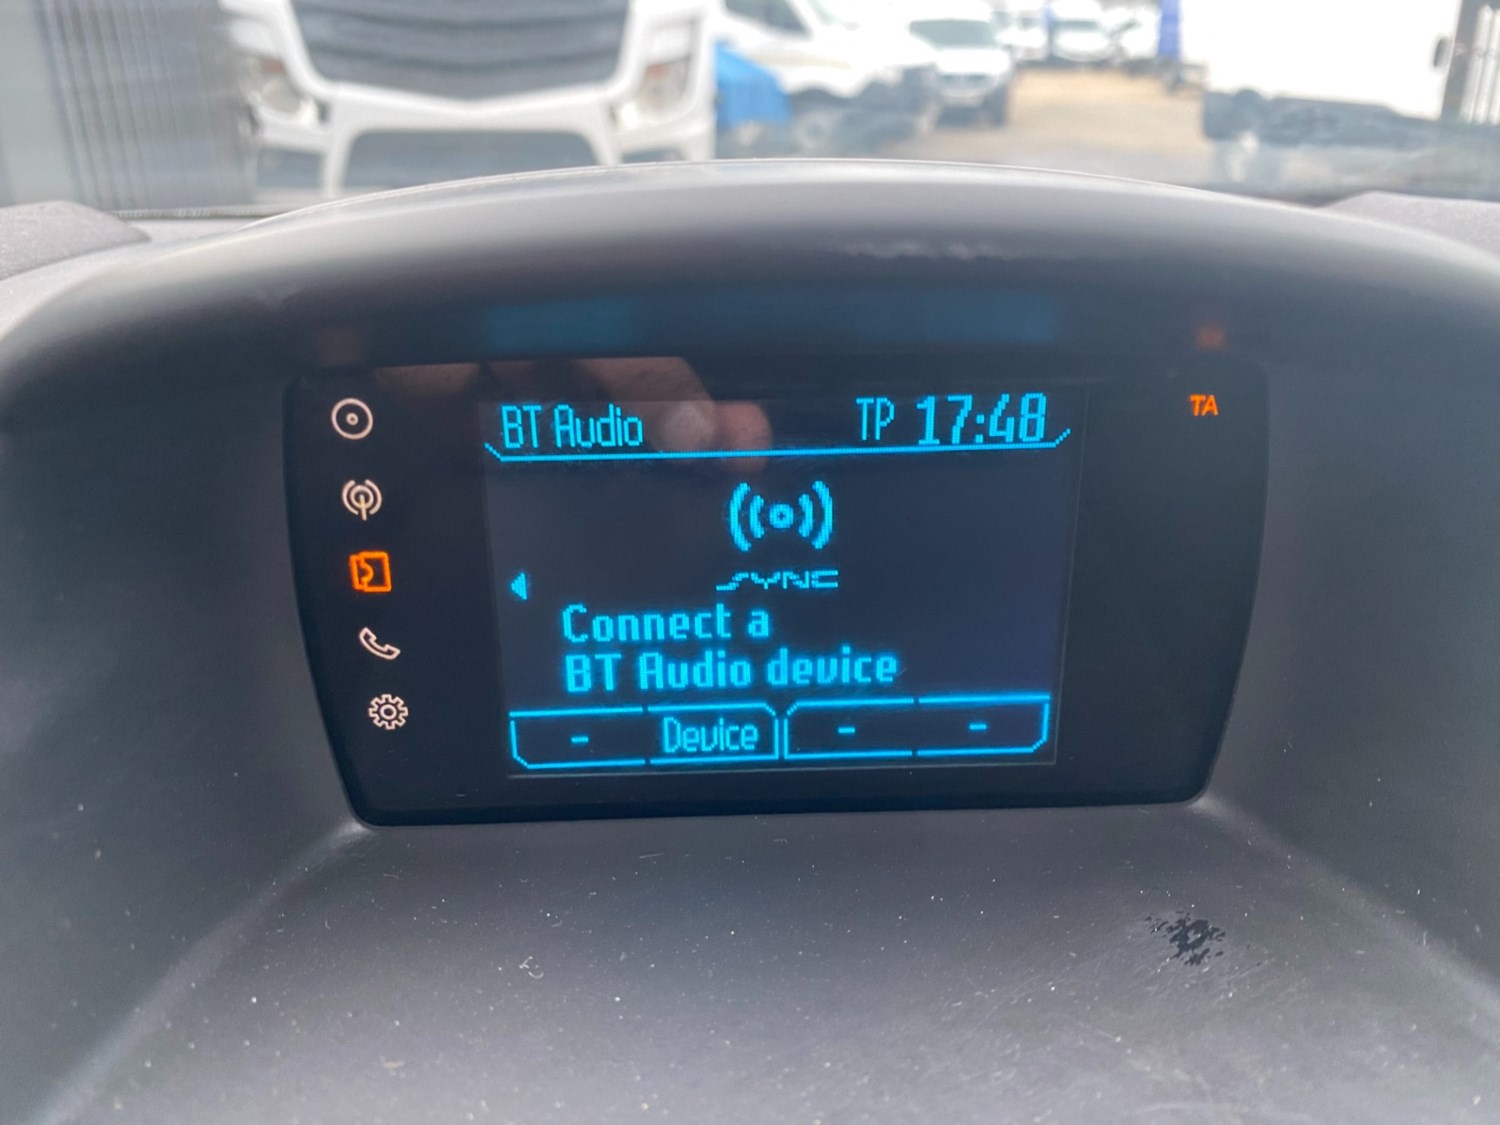 BT Audio TP 17:48
TA
SYNC
Connect a
BT Audio device
- Device - -